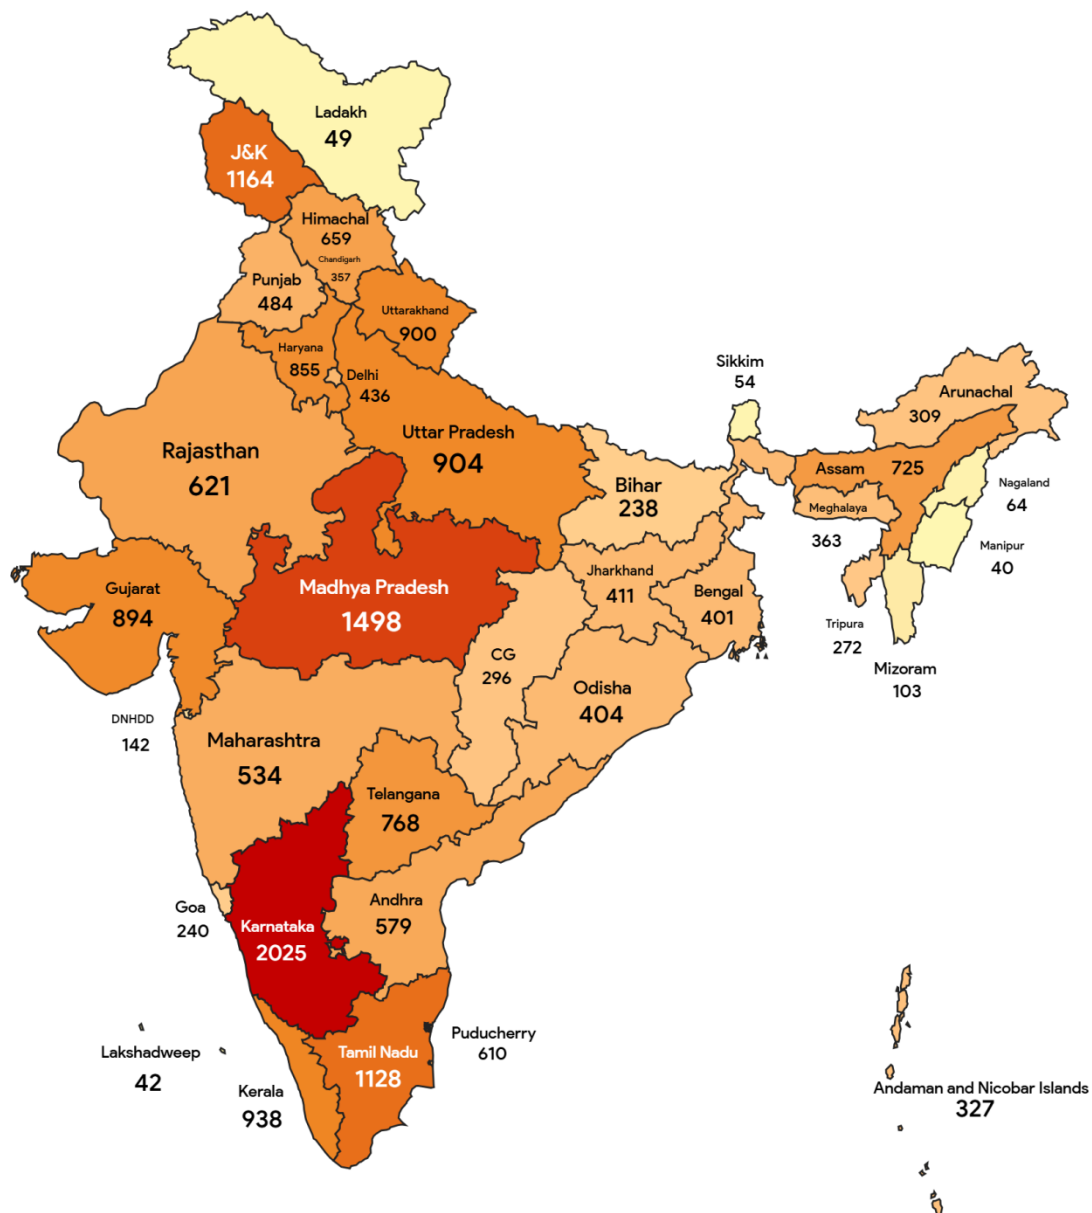 Ladakh
49
J&K
1164
Himachal
659
Chandigarh
357
Punjab
484
Uttarakhand
900
Haryana
855
Delhi
436
Sikkim
54
Arunachal
309
Uttar Pradesh
904
Rajasthan
621
Assam 725
Bihar
238
Nagaland
64
Meghalaya
363
Manipur
40
Jharkhand
411
Bengal
401
Gujarat
894
Madhya Pradesh
1498
Tripura
272
Mizoram
103
CG
296
Odisha
404
DNHDD
142
Maharashtra
534
Telangana
768
Andhra
579
Goa
240
Karnataka
2025
Puducherry
610
Lakshadweep
42
Tamil Nadu
1128
Kerala
938
Andaman and Nicobar Islands
327